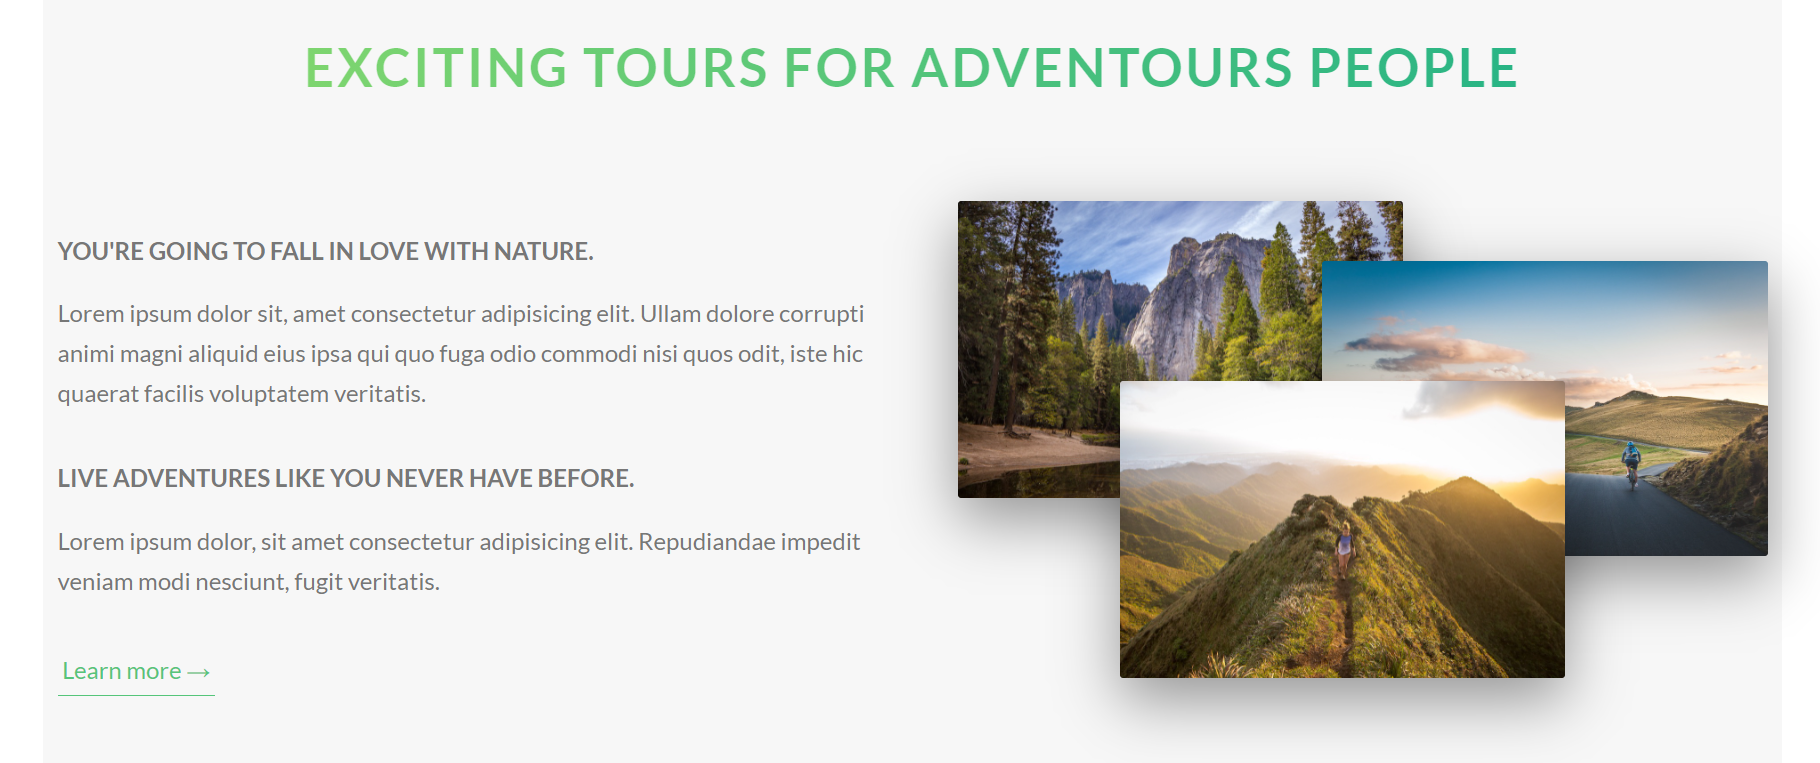 EXCITING TOURS FOR ADVENTOURS PEOPLE
YOU'RE GOING TO FALL IN LOVE WITH NATURE.
Lorem ipsum dolor sit, amet consectetur adipisicing elit. Ullam dolore corrupti
animi magni aliquid eius ipsa qui quo fuga odio commodi nisi quos odit, iste hic
quaerat facilis voluptatem veritatis.
LIVE ADVENTURES LIKE YOU NEVER HAVE BEFORE.
Lorem ipsum dolor, sit amet consectetur adipisicing elit. Repudiandae impedit
veniam modi nesciunt, fugit veritatis.
Learn more →